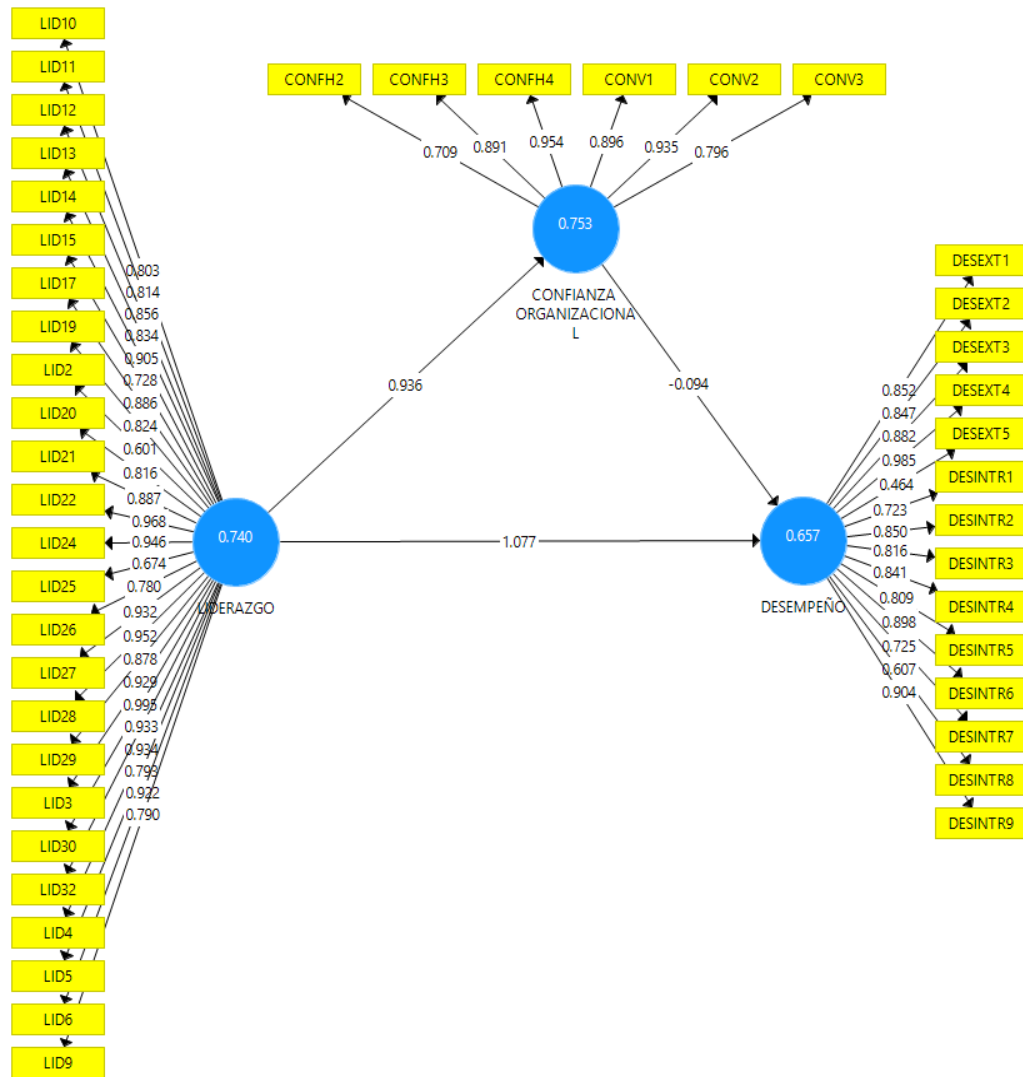 LID10
LID11
LID12
LID13
LID14
LID15
LID17
LID19
LID2
LID20
LID21
LID22
LID24
LID25
LID26
LID27
LID28
LID29
LID3
LID30
LID32
LID4
LID5
LID6
LID9
0.803
0.814
0.856
0.834
0.905
0.728
0.886
0.824
0.601
0.816
0.887
0.968
0.946
0.674
0.780
0.932
0.952
0.878
0.929
0.995
0.933
0.934
0.793
0.922
0.790
0.740
LIDERAZGO
CONFH2
CONFH3
CONFH4
CONV1
CONV2
CONV3
0.709
0.891
0.954
0.896
0.935
0.796
0.753
CONFIANZA
ORGANIZACIONA
L
0.936
-0.094
1.077
0.657
DESEMPEÑO
0.852
0.847
0.882
0.985
0.464
0.723
0.850
0.816
0.841
0.809
0.898
0.725
0.607
0.904
DESEXT1
DESEXT2
DESEXT3
DESEXT4
DESEXT5
DESINTR1
DESINTR2
DESINTR3
DESINTR4
DESINTR5
DESINTR6
DESINTR7
DESINTR8
DESINTR9